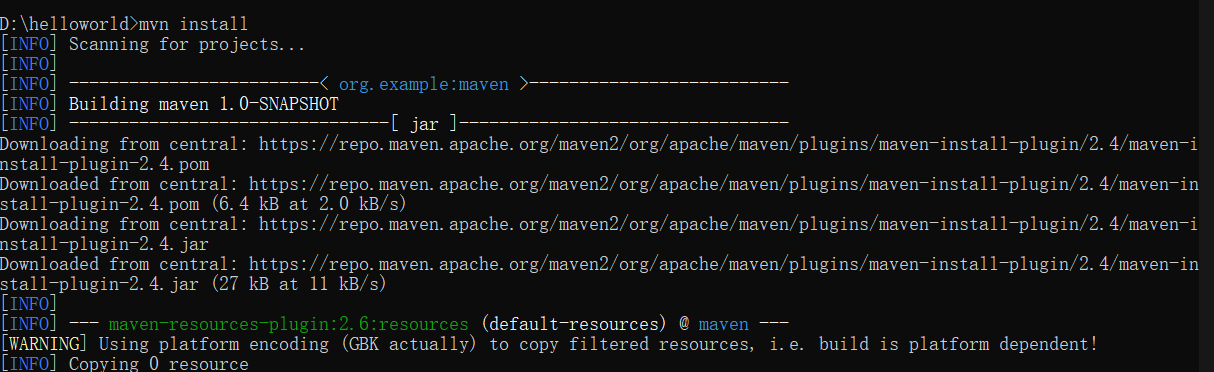 D:\helloworld>mvn install
[INFO] Scanning for projects...
[INFO]
[INFO] -------------------------< org.example:maven >--------------------------
[INFO] Building maven 1.0-SNAPSHOT
[INFO] --------------------------------[ jar ]---------------------------------
Downloading from central: https://repo.maven.apache.org/maven2/org/apache/maven/plugins/maven-install-plugin/2.4/maven-i
nstall-plugin-2.4.pom
Downloaded from central: https://repo.maven.apache.org/maven2/org/apache/maven/plugins/maven-install-plugin/2.4/maven-in
stall-plugin-2.4.pom (6.4 kB at 2.0 kB/s)
Downloading from central: https://repo.maven.apache.org/maven2/org/apache/maven/plugins/maven-install-plugin/2.4/maven-i
nstall-plugin-2.4.jar
Downloaded from central: https://repo.maven.apache.org/maven2/org/apache/maven/plugins/maven-install-plugin/2.4/maven-in
stall-plugin-2.4.jar (27 kB at 11 kB/s)
[INFO]
[INFO] --- maven-resources-plugin:2.6:resources (default-resources) @ maven ---
[WARNING] Using platform encoding (GBK actually) to copy filtered resources, i.e. build is platform dependent!
[INFO] Copying 0 resource